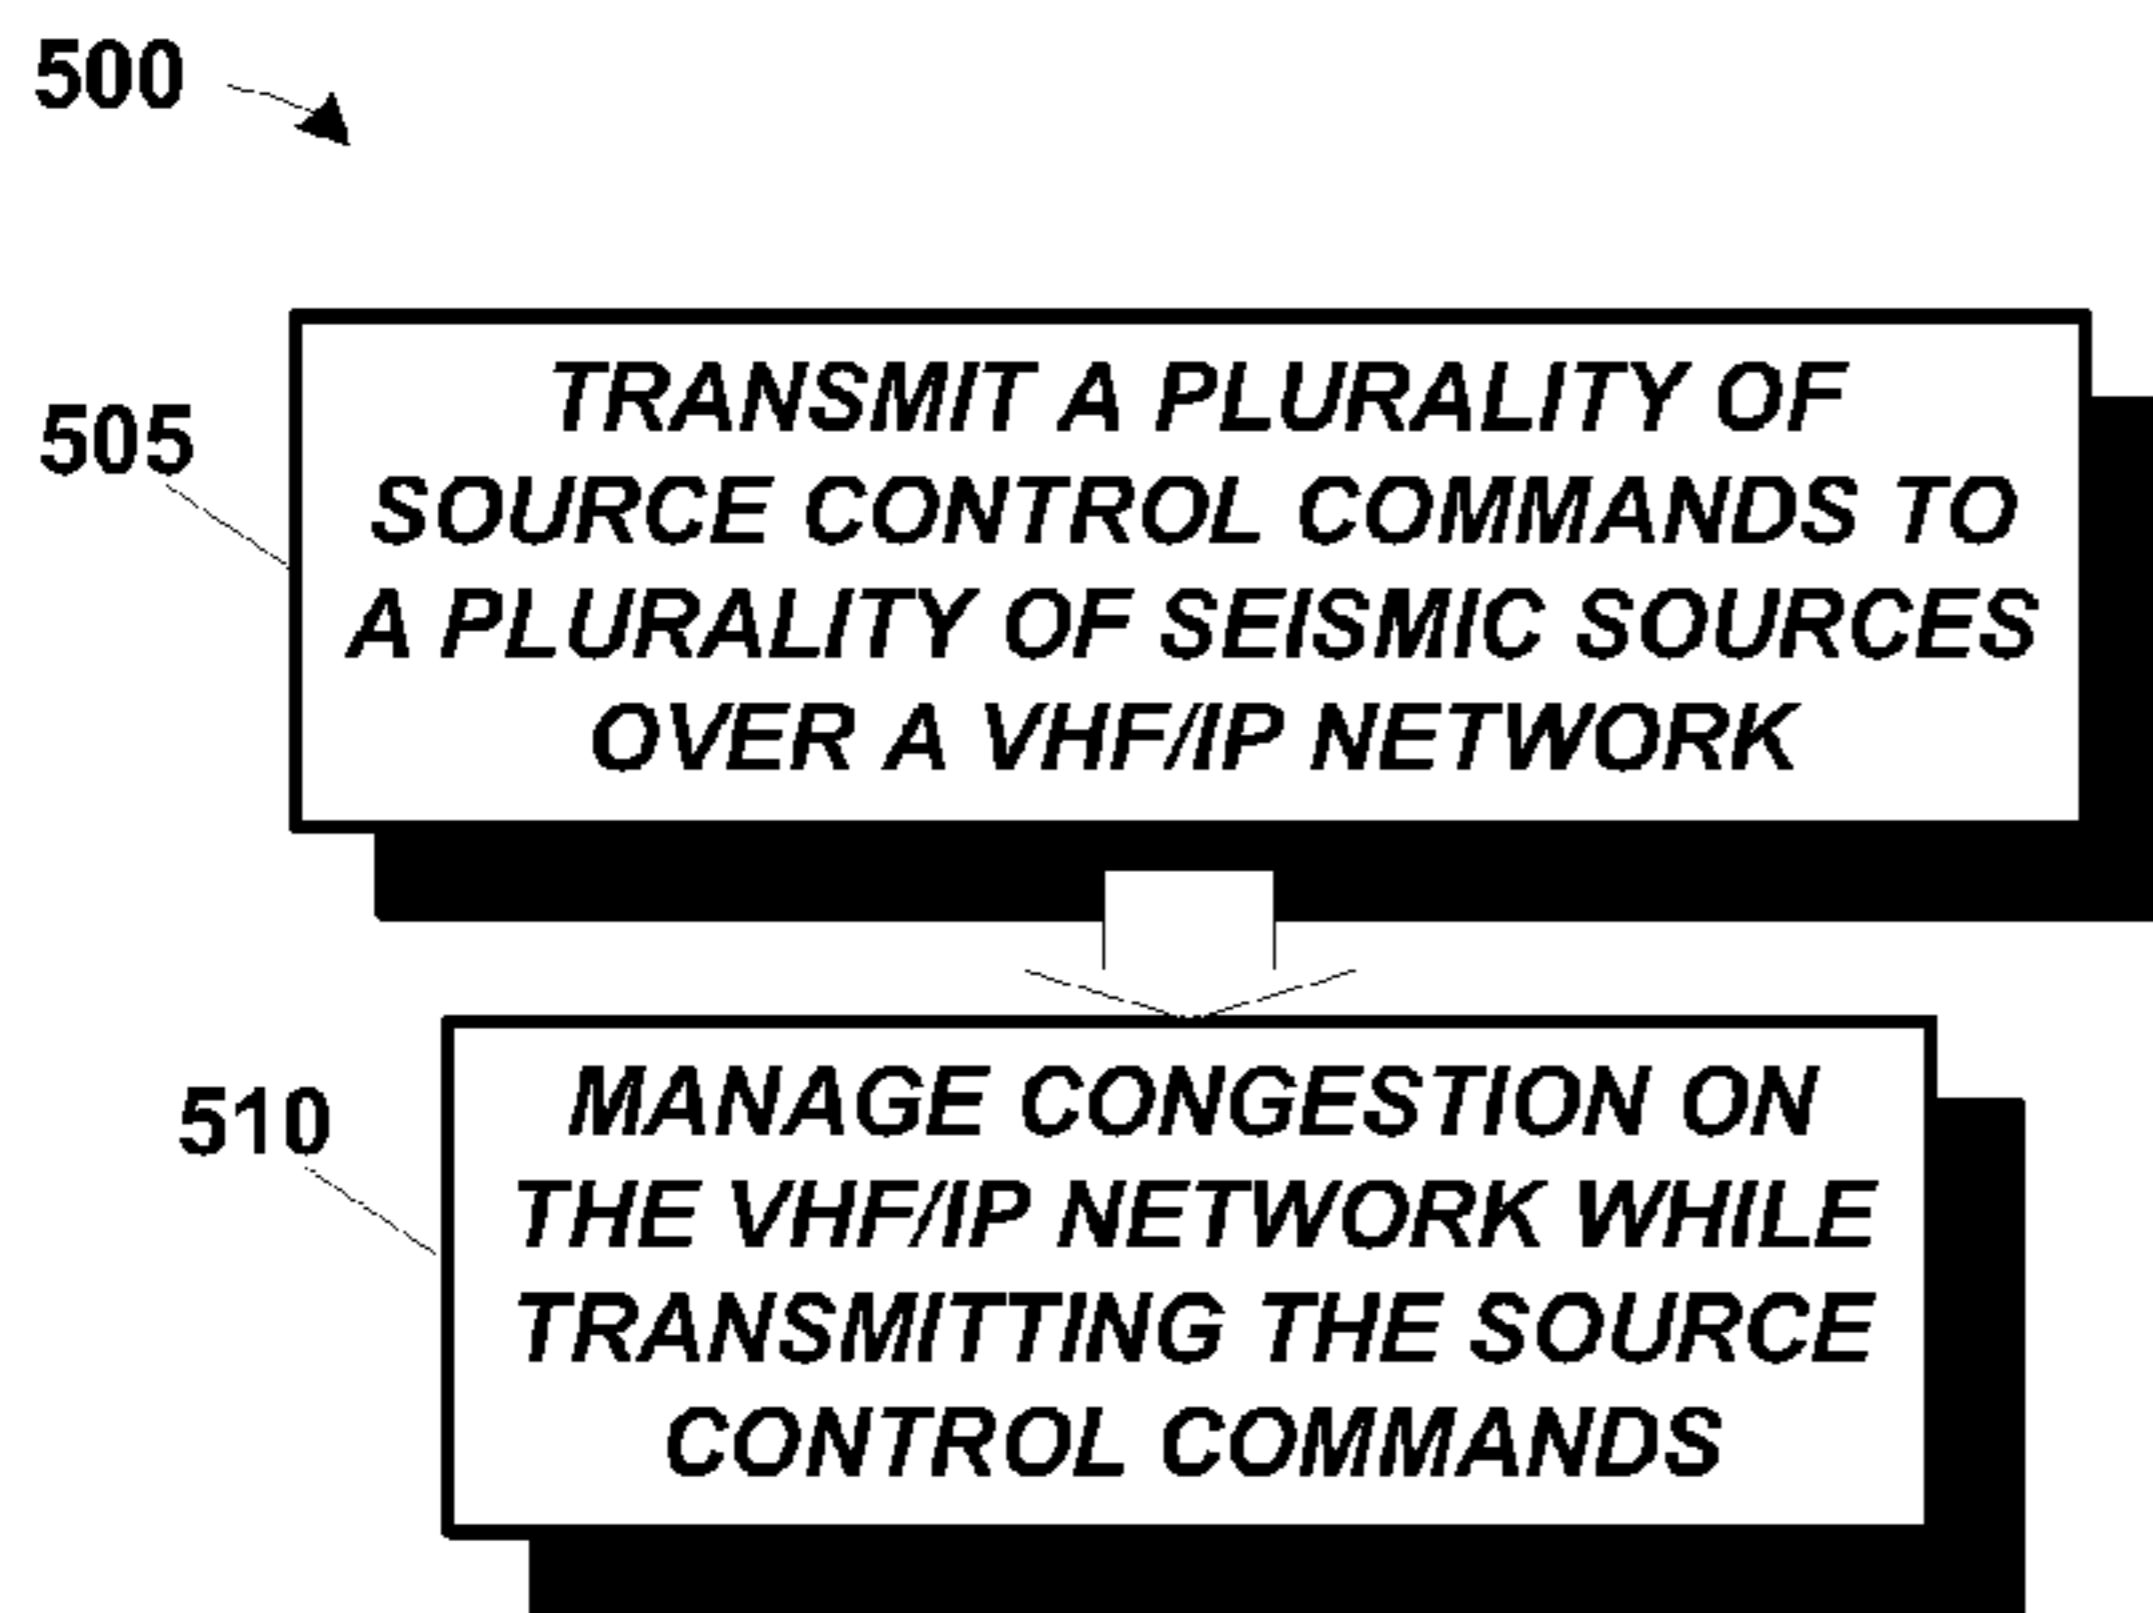 500
505
TRANSMIT A PLURALITY OF
SOURCE CONTROL COMMANDS TO
A PLURALITY OF SEISMIC SOURCES
OVER A VHF/IP NETWORK
510
MANAGE CONGESTION ON
THE VHF/IP NETWORK WHILE
TRANSMITTING THE SOURCE
CONTROL COMMANDS